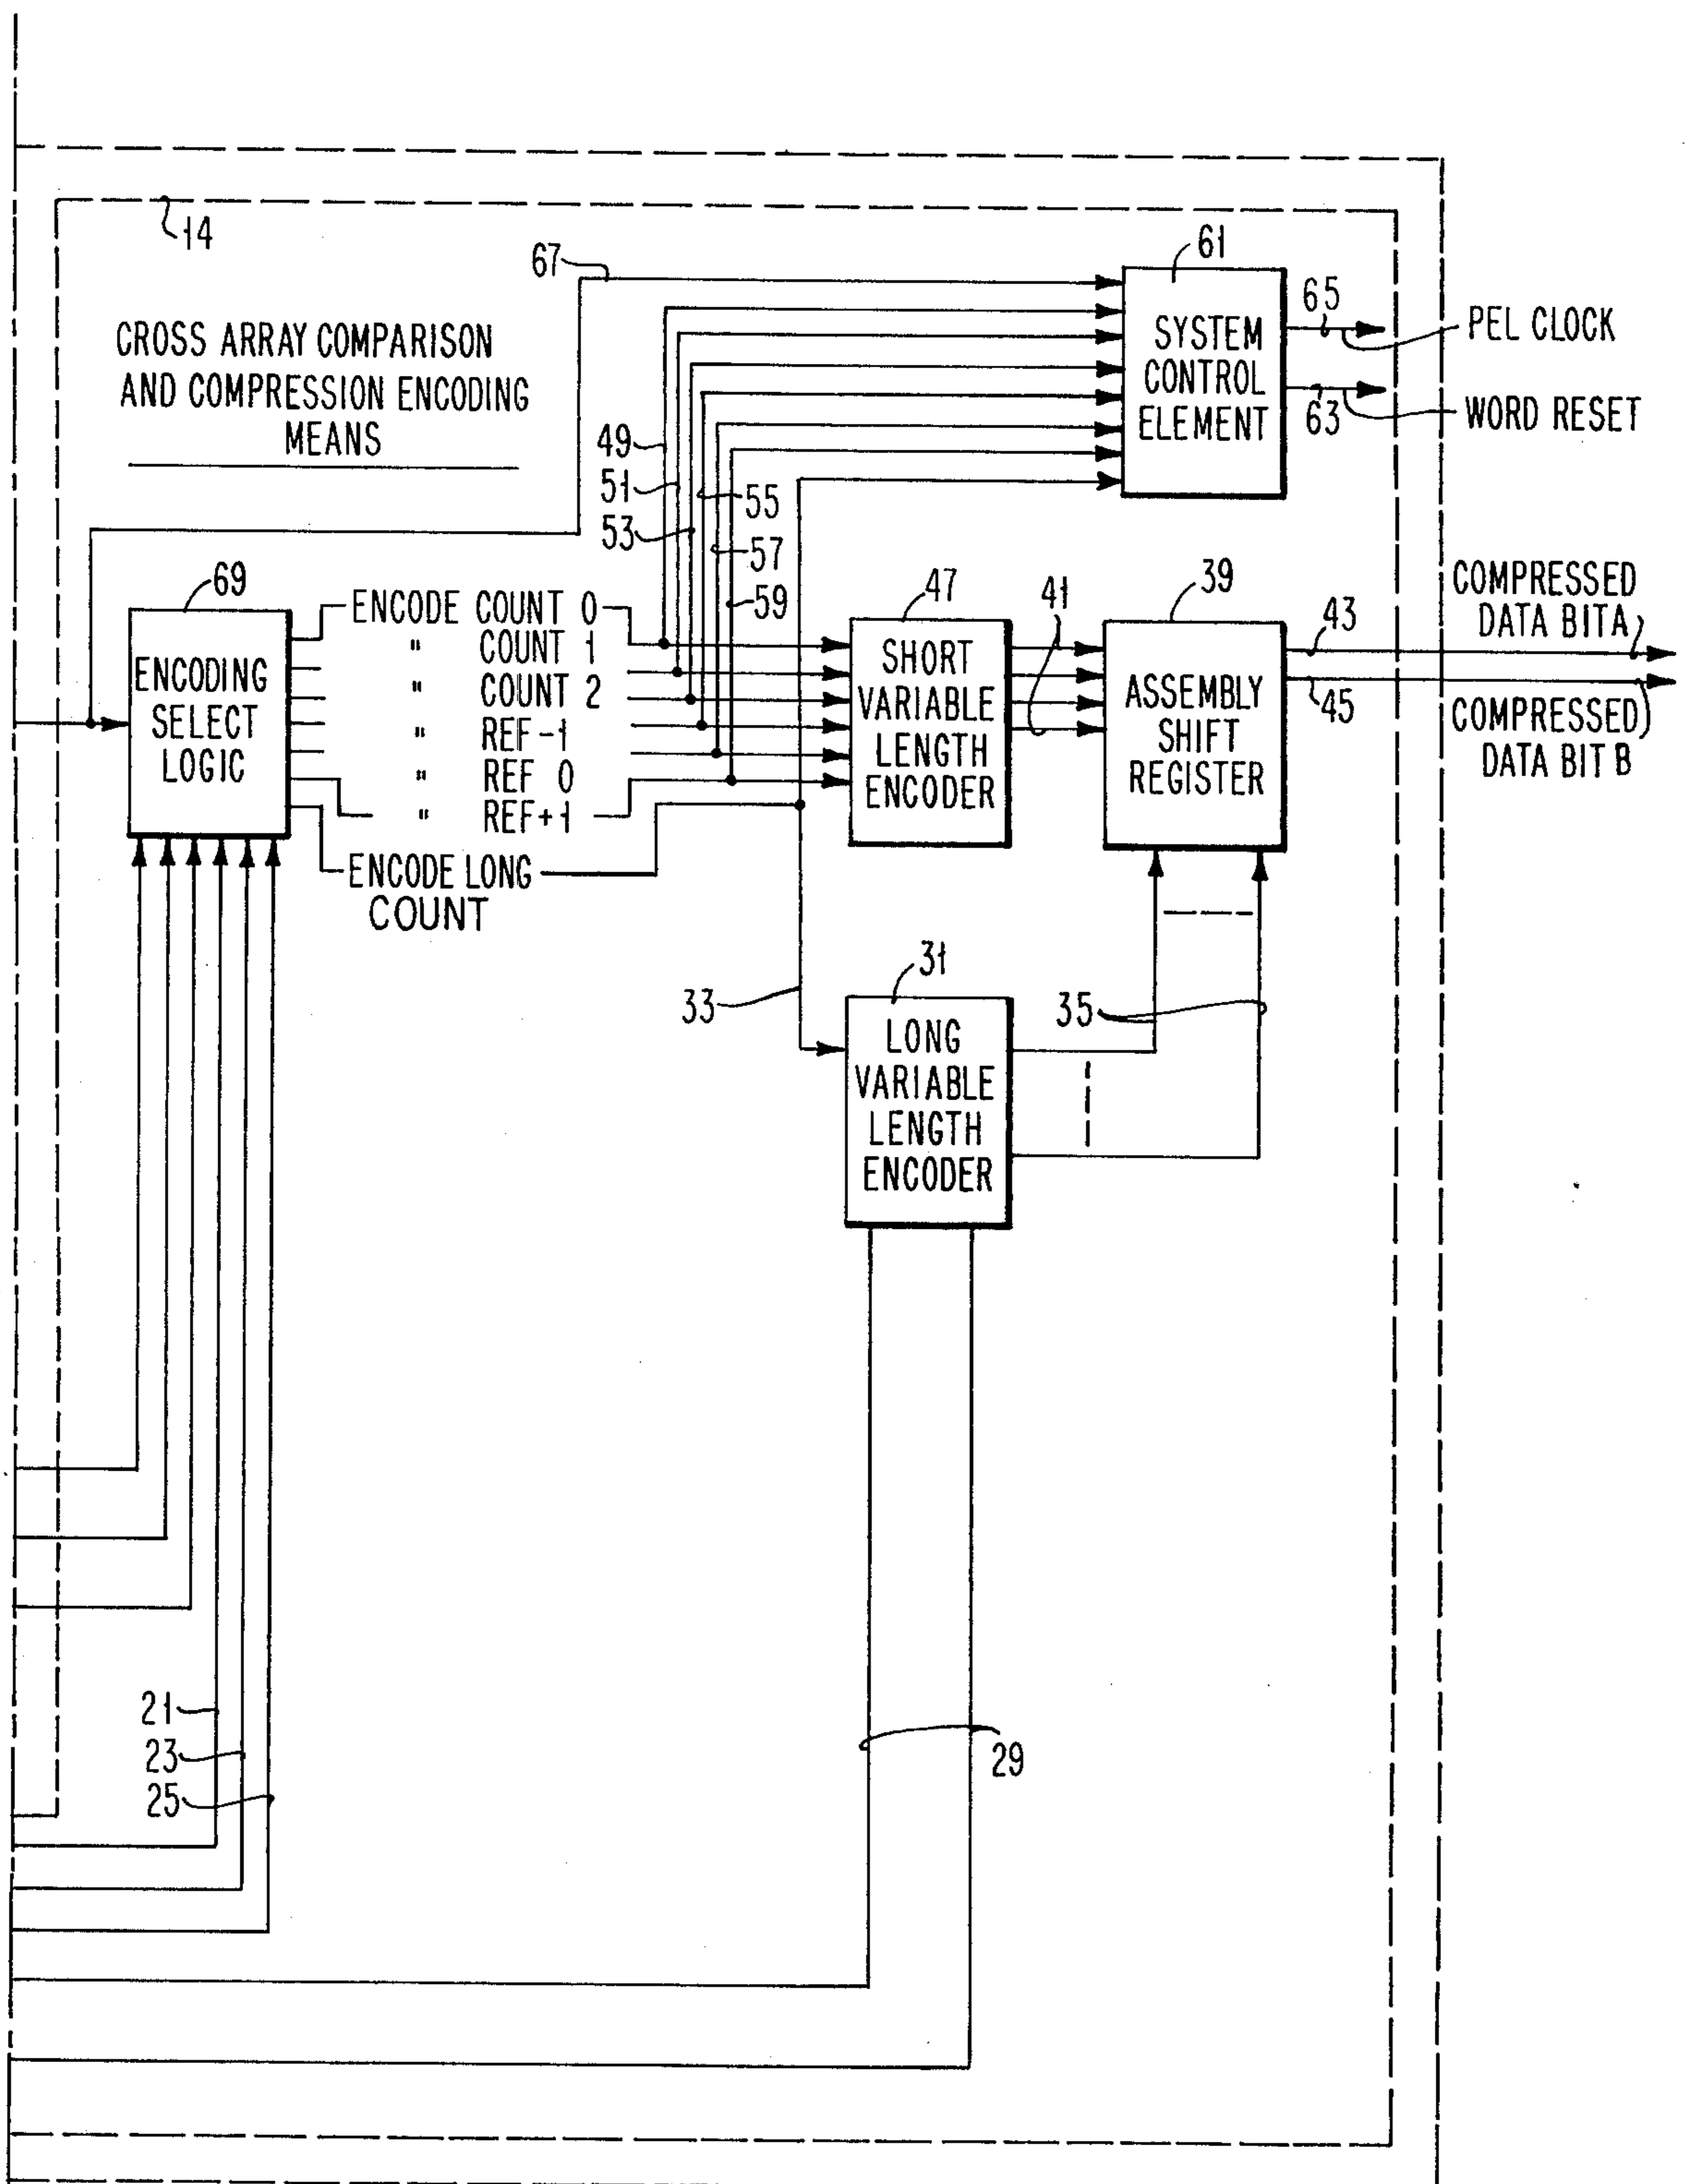 14
CROSS ARRAY COMPARISON
AND COMPRESSION ENCODING
MEANS
67
61
SYSTEM
CONTROL
ELEMENT
65
PEL CLOCK
63
WORD RESET
49
51
53
55
57
59
69
ENCODING
SELECT
LOGIC
ENCODE COUNT 0
" COUNT 1
" COUNT 2
" REF-1
" REF 0
" REF+1
ENCODE LONG
COUNT
47
SHORT
VARIABLE
LENGTH
ENCODER
41
39
ASSEMBLY
SHIFT
REGISTER
43
COMPRESSED
DATA BIT A
45
COMPRESSED
DATA BIT B
33
31
LONG
VARIABLE
LENGTH
ENCODER
35
21
23
25
29